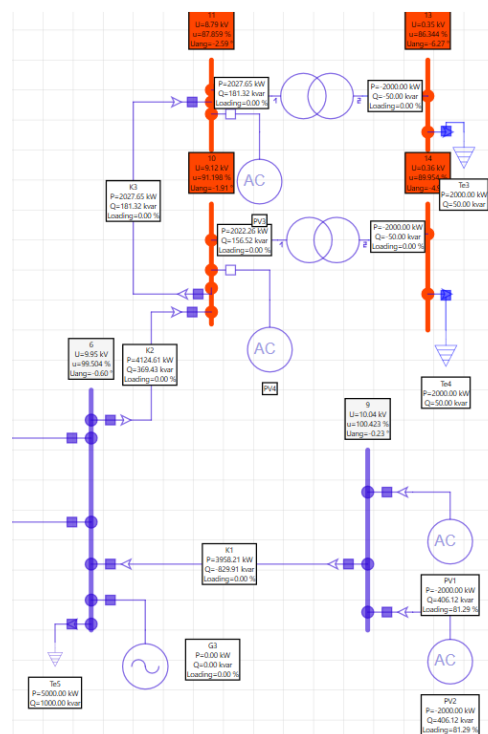 11
U=8.79 kV
u=87.859 %
Uang=-2.59 °
13
U=0.35 kV
u=86.344 %
Uang=-6.27 °
P=2027.65 kW
Q=181.32 kvar
Loading=0.00 %
1
2
P=-2000.00 kW
Q=-50.00 kvar
Loading=0.00 %
10
U=9.12 kV
u=91.198 %
Uang=-1.91 °
AC
14
U=0.36 kV
u=89.954 %
Te3
P=2000.00 kW
Q=50.00 kvar
K3
P=2027.65 kW
Q=181.32 kvar
Loading=0.00 %
PV3
P=2022.26 kW
Q=156.52 kvar
Loading=0.00 %
1
2
P=-2000.00 kW
Q=-50.00 kvar
Loading=0.00 %
AC
PV4
Te4
P=2000.00 kW
Q=50.00 kvar
6
U=9.95 kV
u=99.504 %
Uang=-0.60 °
K2
P=4124.61 kW
Q=369.43 kvar
Loading=0.00 %
9
U=10.04 kV
u=100.423 %
Uang=-0.23 °
K1
P=3958.21 kW
Q=-829.91 kvar
Loading=0.00 %
AC
PV1
P=-2000.00 kW
Q=406.12 kvar
Loading=81.29 %
G3
P=0.00 kW
Q=0.00 kvar
Loading=0.00 %
AC
Te5
P=5000.00 kW
Q=1000.00 kvar
PV2
P=-2000.00 kW
Q=406.12 kvar
Loading=81.29 %